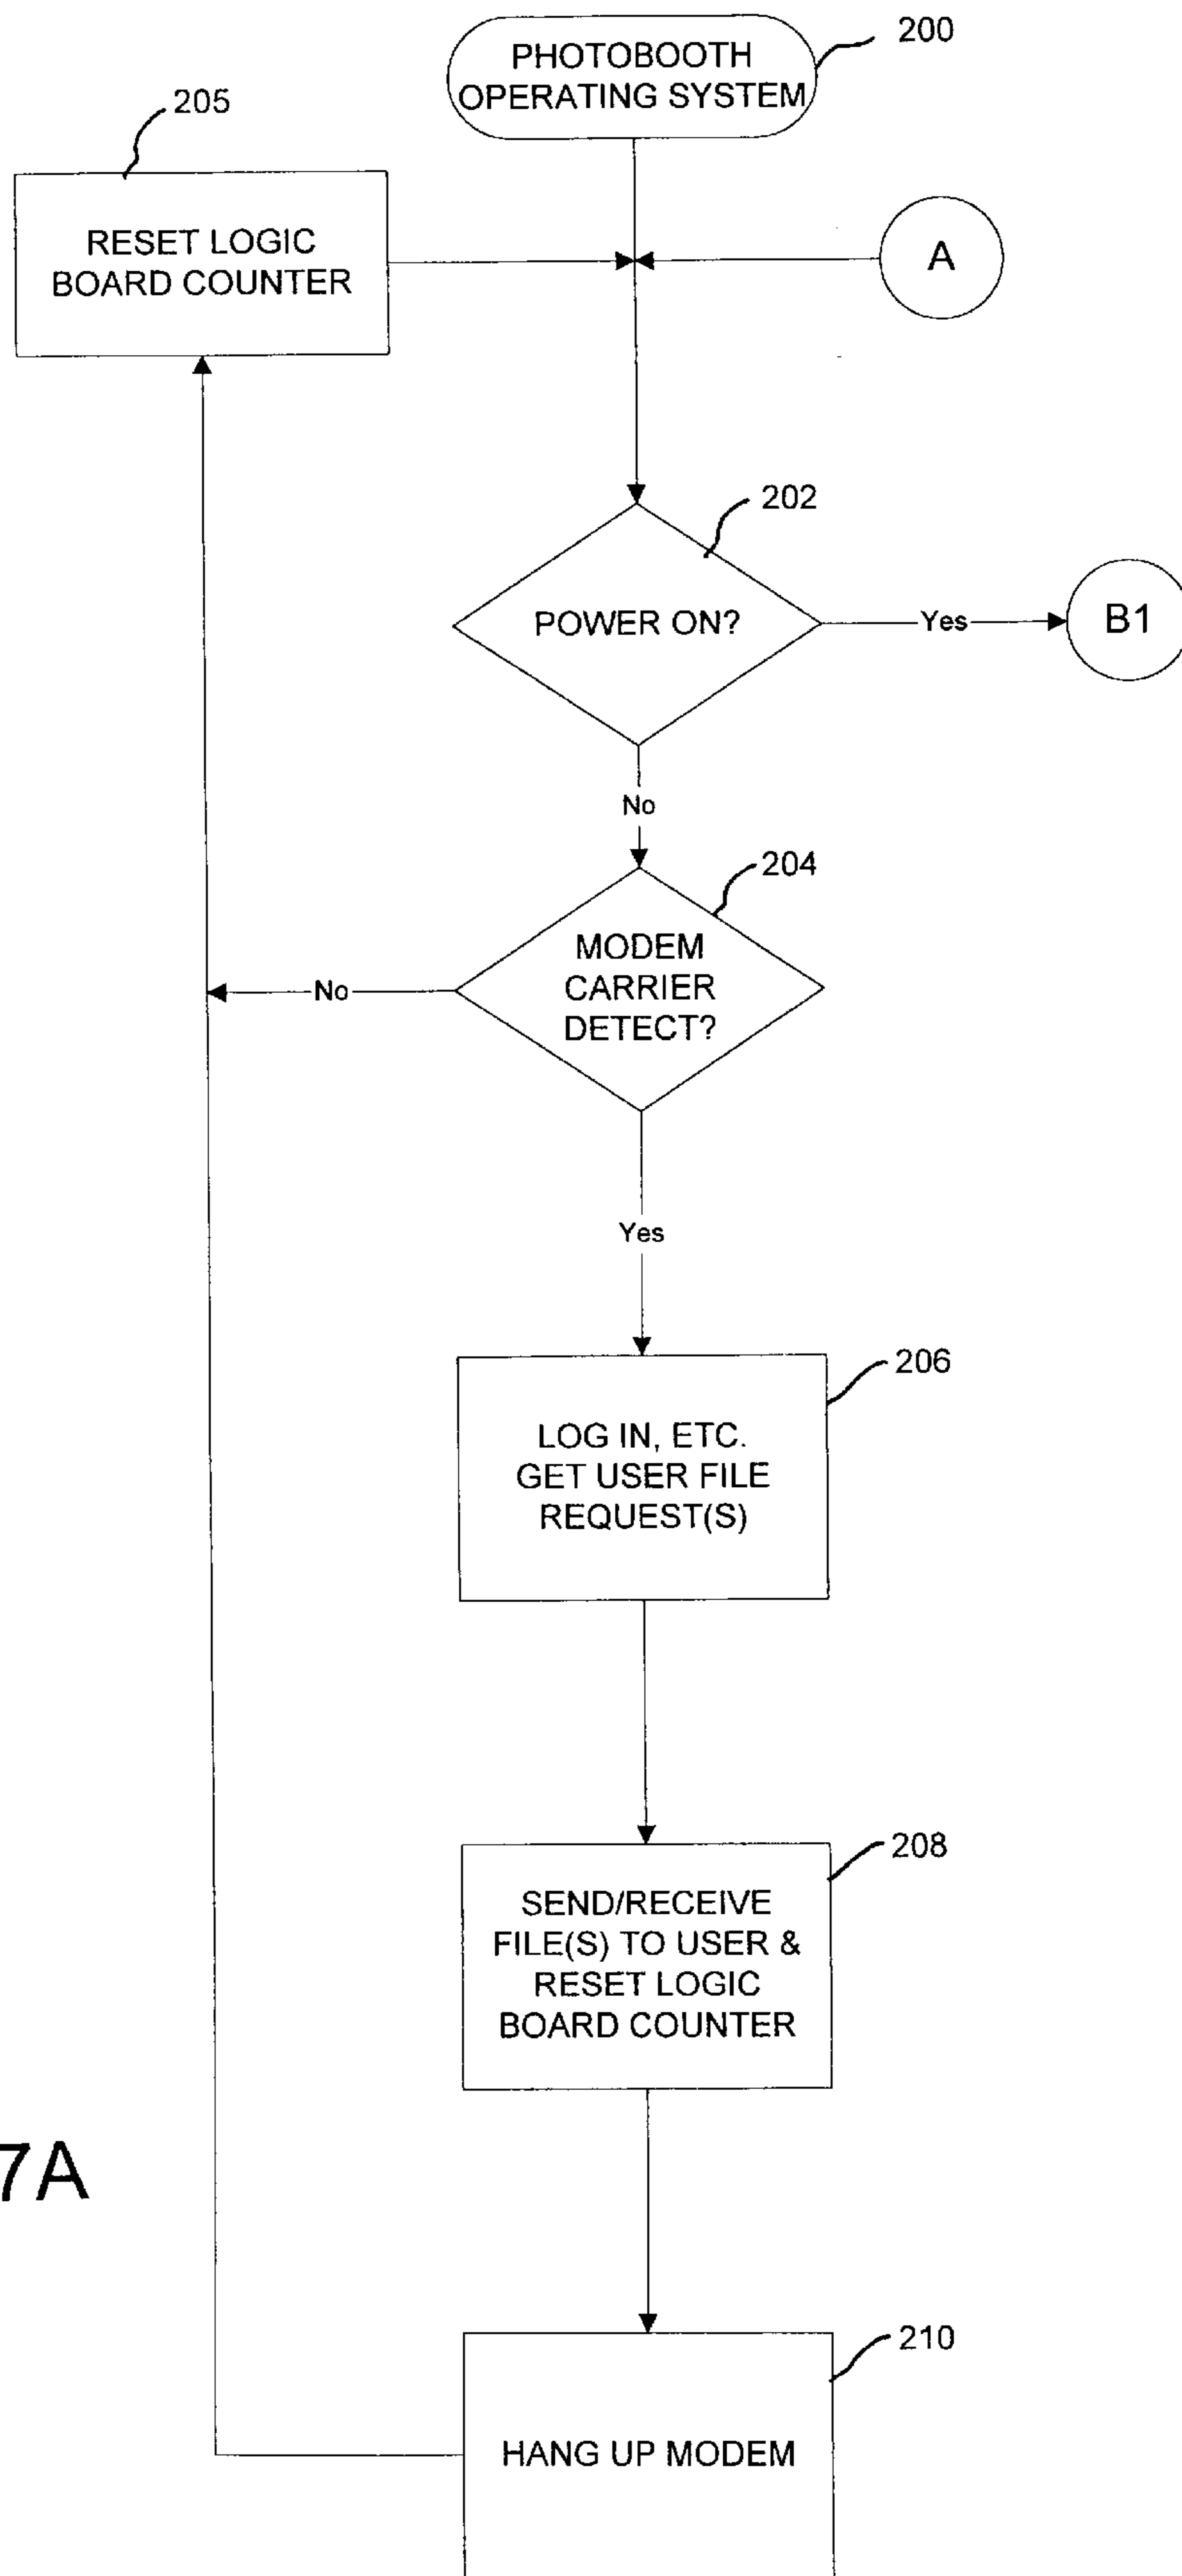 PHOTOBOOTH
OPERATING SYSTEM
200
205
RESET LOGIC
BOARD COUNTER
A
202
POWER ON?
Yes
B1
No
204
MODEM
CARRIER
DETECT?
No
Yes
206
LOG IN, ETC.
GET USER FILE
REQUEST(S)
208
SEND/RECEIVE
FILE(S) TO USER &
RESET LOGIC
BOARD COUNTER
7A
210
HANG UP MODEM